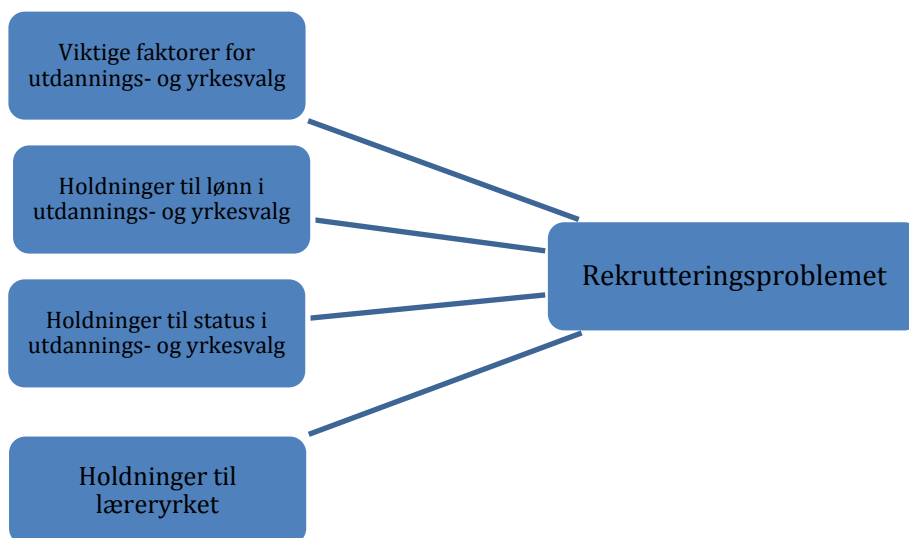 Viktige faktorer for
utdannings- og yrkesvalg
Holdninger til lønn i
utdannings- og yrkesvalg
Holdninger til status i
utdannings- og yrkesvalg
Holdninger til
læreryrket
Rekrutteringsproblemet